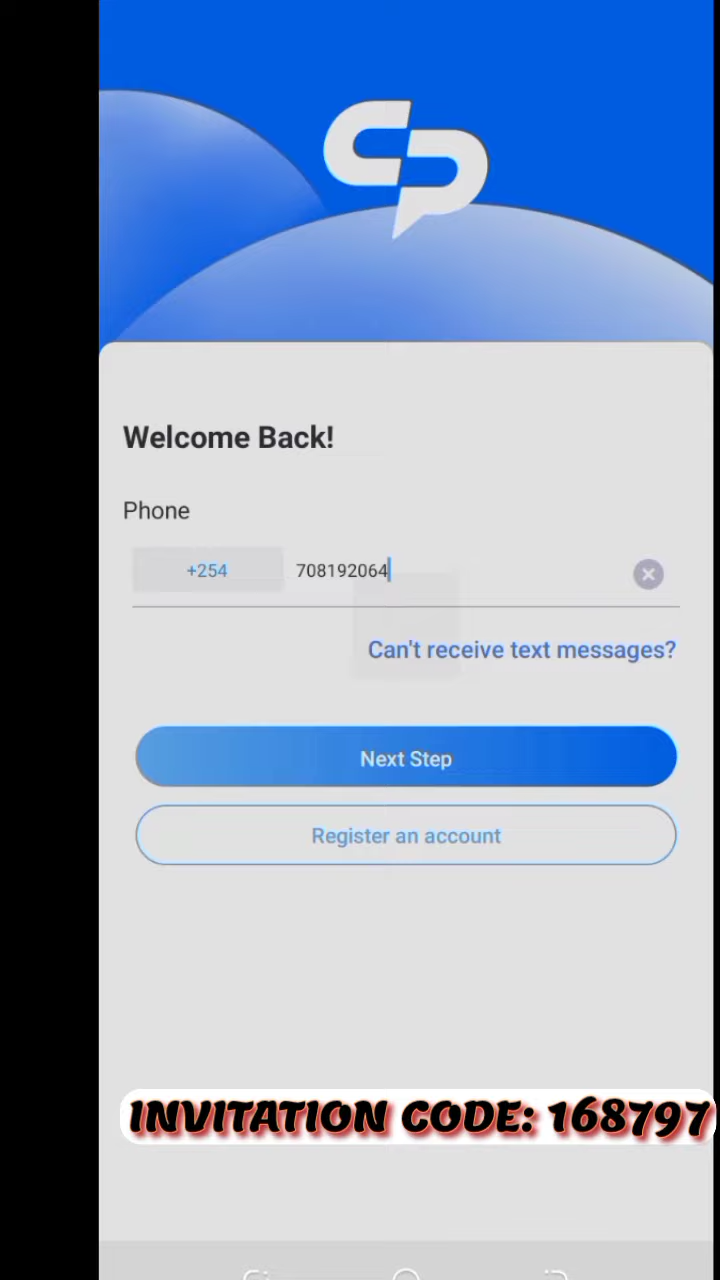 Welcome Back!
Phone
+254 708192064
Can't receive text messages?
Next Step
Register an account
INVITATION CODE: 168797